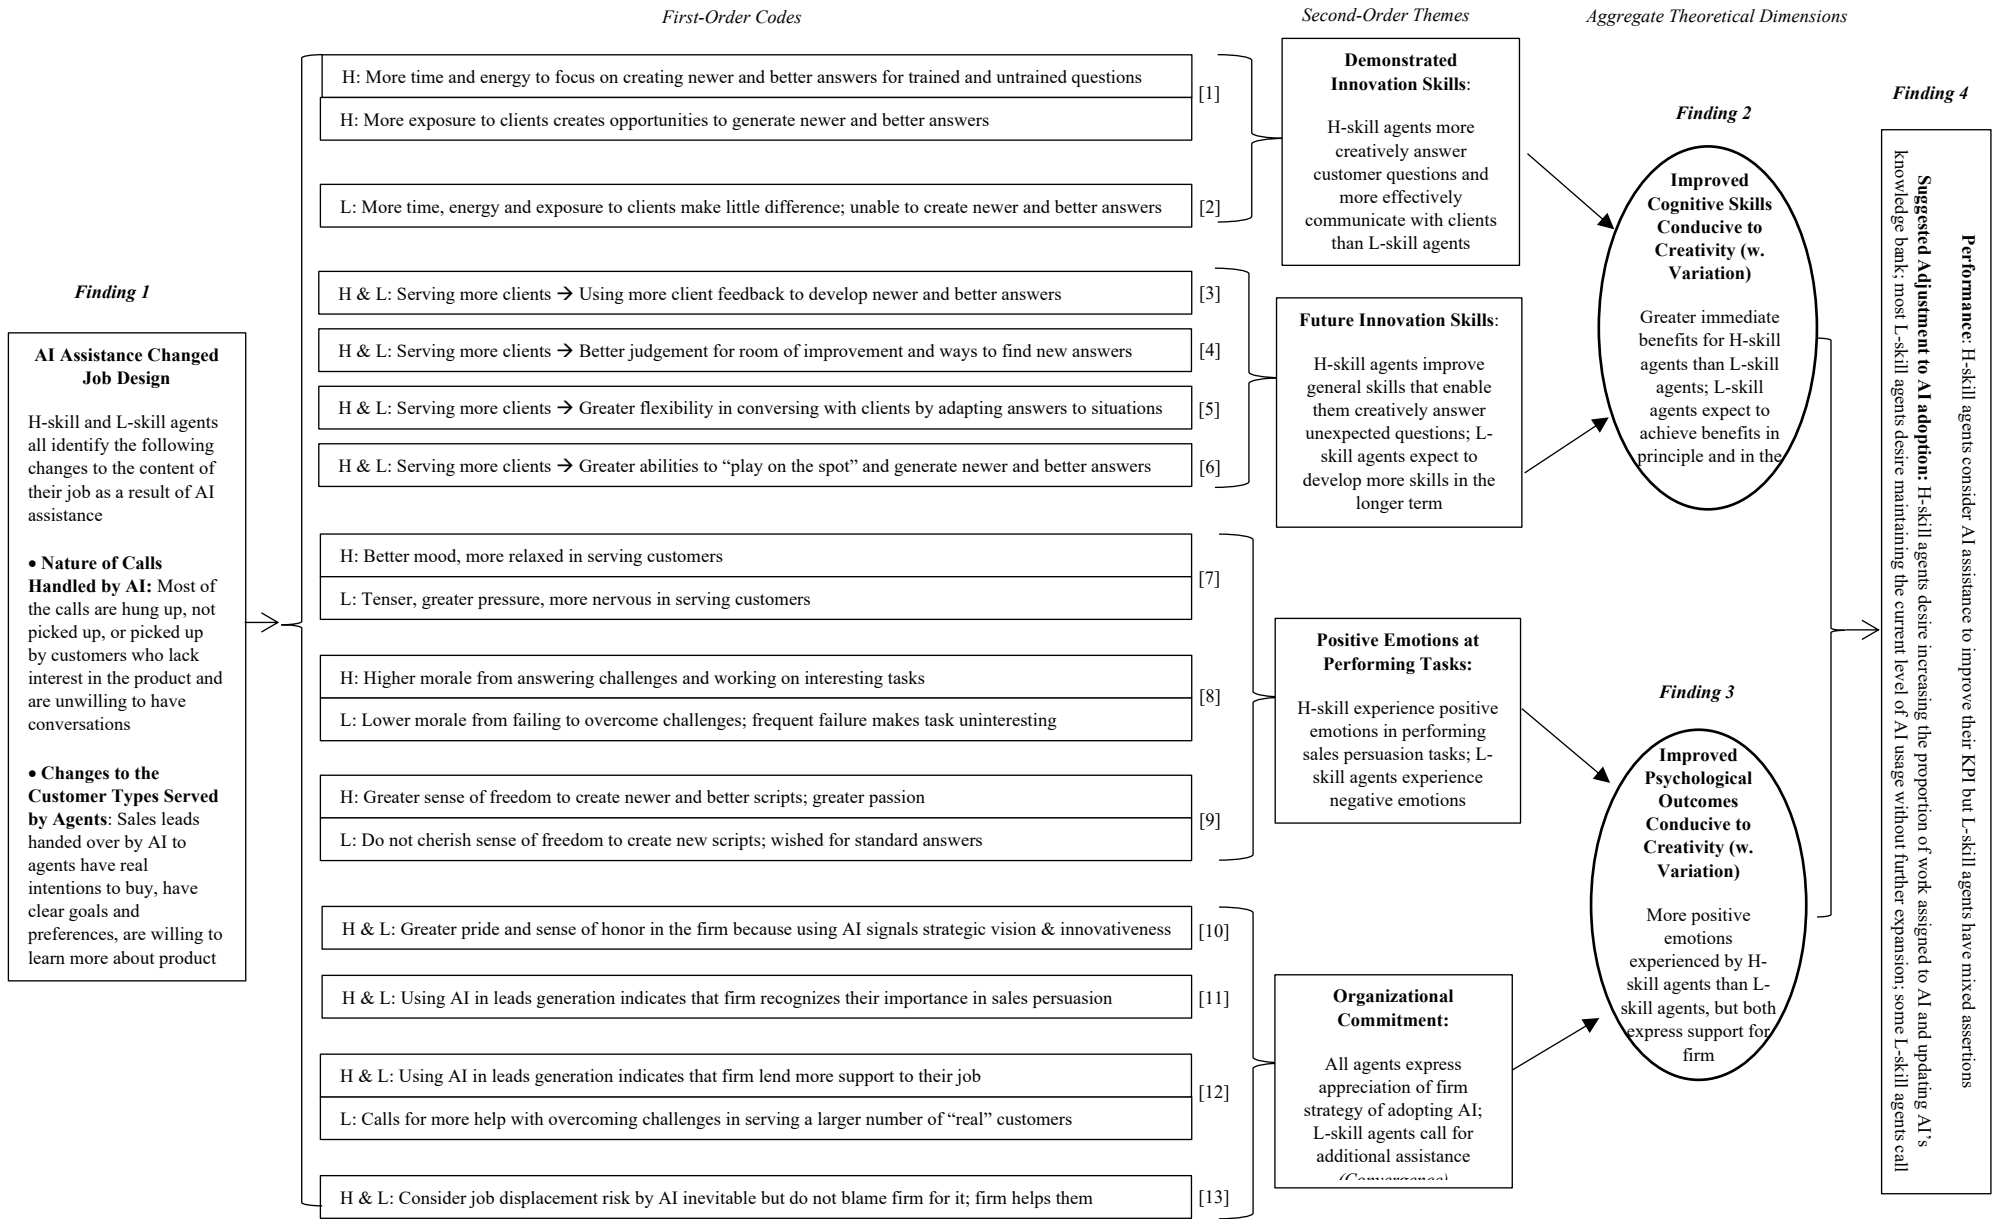 First-Order Codes
Second-Order Themes
Aggregate Theoretical Dimensions
Finding 1
AI Assistance Changed
Job Design
H-skill and L-skill agents
all identify the following
changes to the content of
their job as a result of AI
assistance
• Nature of Calls
Handled by AI: Most of
the calls are hung up, not
picked up, or picked up
by customers who lack
interest in the product and
are unwilling to have
conversations
• Changes to the
Customer Types Served
by Agents: Sales leads
handed over by AI to
agents have real
intentions to buy, have
clear goals and
preferences, are willing to
learn more about product
H: More time and energy to focus on creating newer and better answers for trained and untrained questions
H: More exposure to clients creates opportunities to generate newer and better answers
[1]
L: More time, energy and exposure to clients make little difference; unable to create newer and better answers
[2]
H & L: Serving more clients → Using more client feedback to develop newer and better answers
[3]
H & L: Serving more clients → Better judgement for room of improvement and ways to find new answers
[4]
H & L: Serving more clients → Greater flexibility in conversing with clients by adapting answers to situations
[5]
H & L: Serving more clients → Greater abilities to “play on the spot” and generate newer and better answers
[6]
H: Better mood, more relaxed in serving customers
L: Tenser, greater pressure, more nervous in serving customers
[7]
H: Higher morale from answering challenges and working on interesting tasks
L: Lower morale from failing to overcome challenges; frequent failure makes task uninteresting
[8]
H: Greater sense of freedom to create newer and better scripts; greater passion
L: Do not cherish sense of freedom to create new scripts; wished for standard answers
[9]
H & L: Greater pride and sense of honor in the firm because using AI signals strategic vision & innovativeness
[10]
H & L: Using AI in leads generation indicates that firm recognizes their importance in sales persuasion
[11]
H & L: Using AI in leads generation indicates that firm lend more support to their job
L: Calls for more help with overcoming challenges in serving a larger number of “real” customers
[12]
H & L: Consider job displacement risk by AI inevitable but do not blame firm for it; firm helps them
[13]
Demonstrated
Innovation Skills:
H-skill agents more
creatively answer
customer questions and
more effectively
communicate with clients
than L-skill agents
Future Innovation Skills:
H-skill agents improve
general skills that enable
them creatively answer
unexpected questions; L-
skill agents expect to
develop more skills in the
longer term
Positive Emotions at
Performing Tasks:
H-skill experience positive
emotions in performing
sales persuasion tasks; L-
skill agents experience
negative emotions
Organizational
Commitment:
All agents express
appreciation of firm
strategy of adopting AI;
L-skill agents call for
additional assistance
(Convergence)
Finding 2
Improved
Cognitive Skills
Conducive to
Creativity (w.
Variation)
Greater immediate
benefits for H-skill
agents than L-skill
agents; L-skill
agents expect to
achieve benefits in
principle and in the
Finding 3
Improved
Psychological
Outcomes
Conducive to
Creativity (w.
Variation)
More positive
emotions
experienced by H-
skill agents than L-
skill agents, but both
express support for
firm
Finding 4
Performance: H-skill agents consider AI assistance to improve their KPI but L-skill agents have mixed assertions
Suggested Adjustment to AI adoption: H-skill agents desire increasing the proportion of work assigned to AI and updating AI’s
knowledge bank; most L-skill agents desire maintaining the current level of AI usage without further expansion; some L-skill agents call